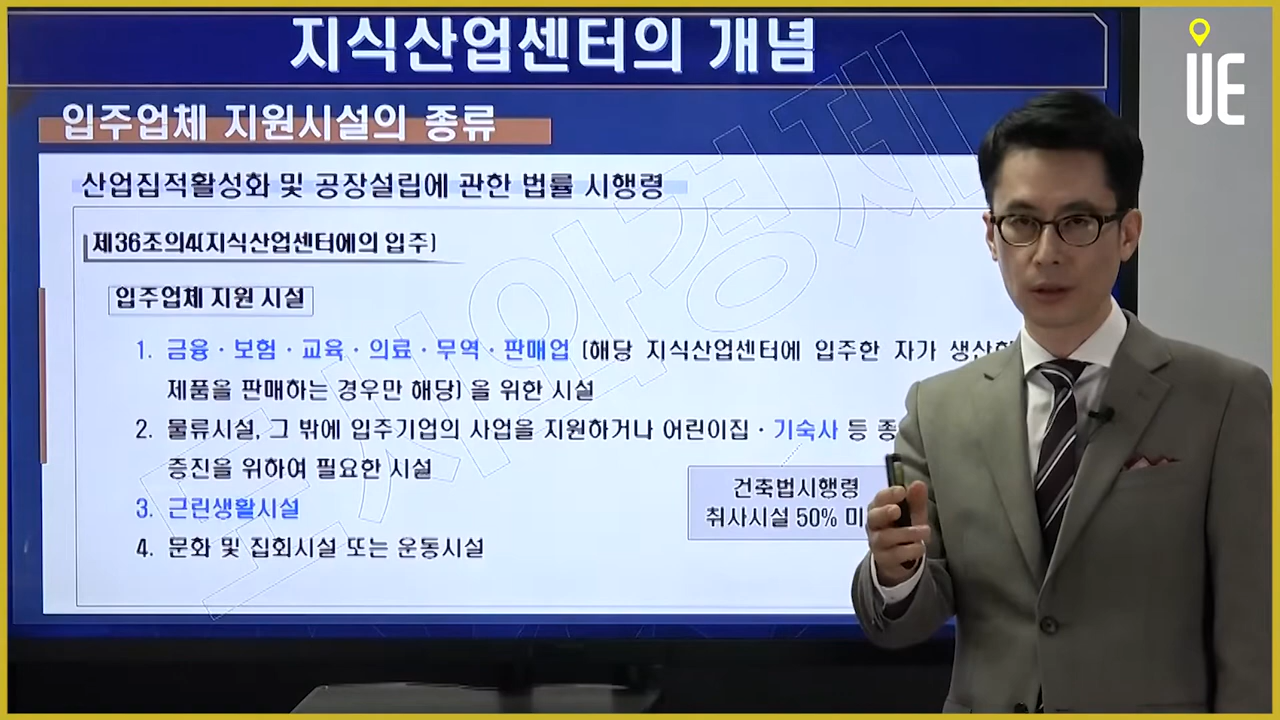 지식산업센터의 개념
UE
입주업체 지원시설의 종류
산업집적활성화 및 공장설립에 관한 법률 시행령
제36조의4(지식산업센터에의 입주)
입주업체 지원 시설
1. 금융·보험·교육·의료·무역·판매업 (해당 지식산업센터에 입주한 자가
제품을 판매하는 경우만 해당) 을 위한 시설
2. 물류시설, 그 밖에 입주기업의 사업을 지원하거나 어린이집·기숙사 등
증진을 위하여 필요한 시설
3. 근린생활시설
4. 문화 및 집회시설 또는 운동시설
건축법시행령
취사시설 50%
도시와경제